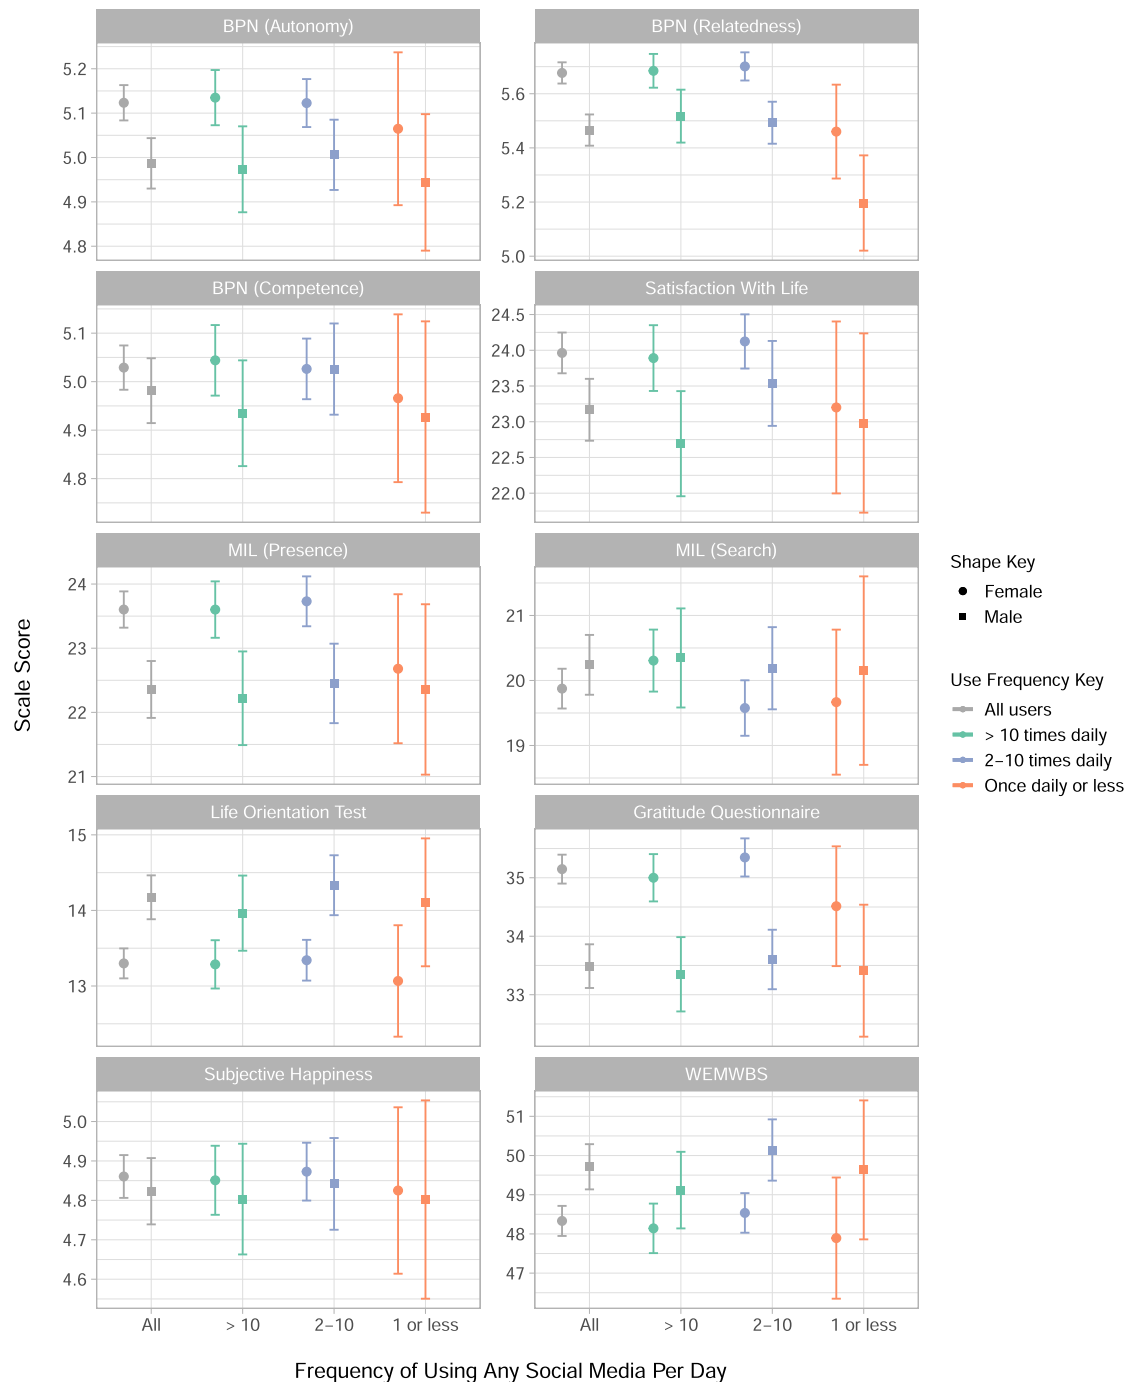 BPN (Autonomy)
5.2
5.1
5.0
4.9
4.8
BPN (Relatedness)
5.6
5.4
5.2
5.0
BPN (Competence)
5.1
5.0
4.9
4.8
Satisfaction With Life
24.5
24.0
23.5
23.0
22.5
22.0
MIL (Presence)
24
23
22
21
MIL (Search)
21
20
19
Life Orientation Test
15
14
13
Gratitude Questionnaire
35
34
33
Subjective Happiness
5.0
4.9
4.8
4.7
4.6
WEMWBS
51
50
49
48
47
All > 10 2–10 1 or less
All > 10 2–10 1 or less
Scale Score
Frequency of Using Any Social Media Per Day
Shape Key
Female
Male
Use Frequency Key
All users
> 10 times daily
2–10 times daily
Once daily or less